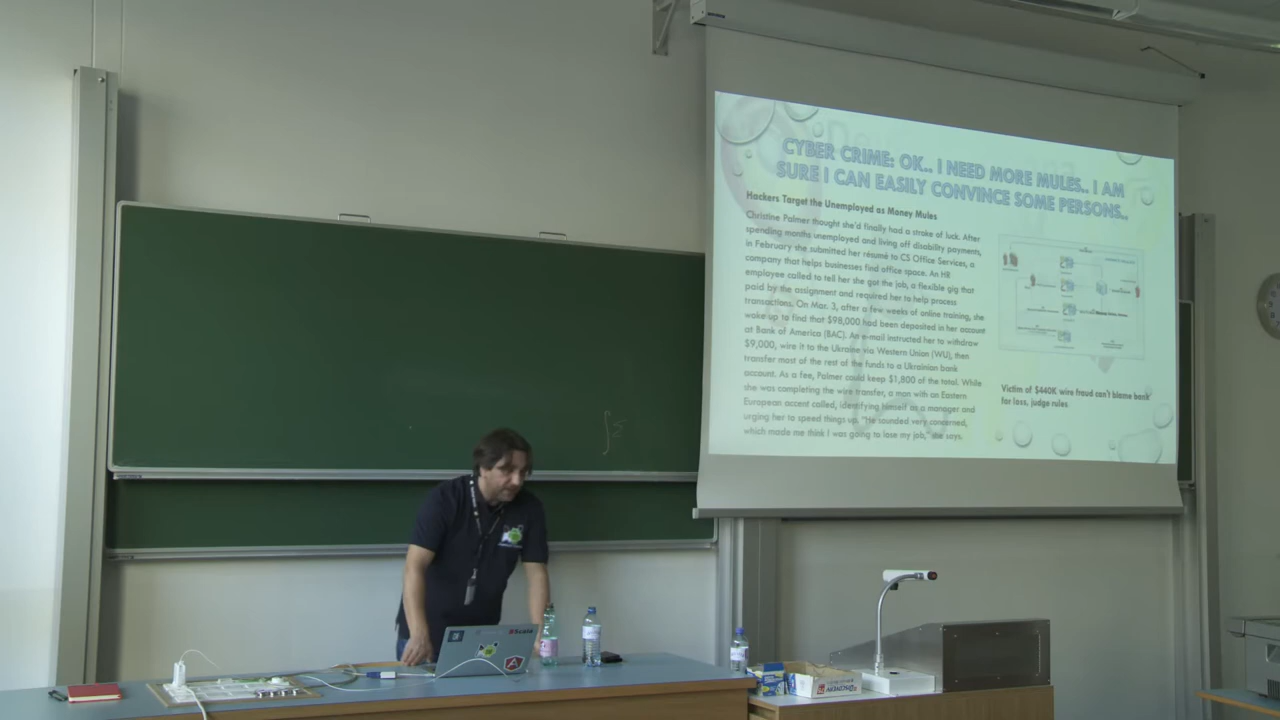 CYBER CRIME: OK.. I NEED MORE MULES.. I AM
SURE I CAN EASILY CONVINCE SOME PERSONS..
Hackers Target the Unemployed as Money Mules
Christine Palmer thought she'd finally had a stroke of luck. After
spending months unemployed and living off disability payments,
in February she submitted her résumé to CS Office Services, a
company that helps businesses find office space. An HR
employee called to tell her she got the job, a flexible gig that
paid by the assignment and required her to help process
transactions. On Mar. 3, after a few weeks of online training, she
woke up to find that $98,000 had been deposited in her account
at Bank of America (BAC). An e-mail instructed her to withdraw
$9,000, wire it to the Ukraine via Western Union (WU), then
transfer most of the rest of the funds to a Ukrainian bank
account. As a fee, Palmer could keep $1,800 of the total. While
she was completing the wire transfer, a man with an Eastern
European accent called, identifying himself as a manager and
urging her to speed things up. "He sounded very concerned,
which made me think I was going to lose my job," she says.
Victim of $440K wire fraud can't blame bank
for loss, judge rules
Scala